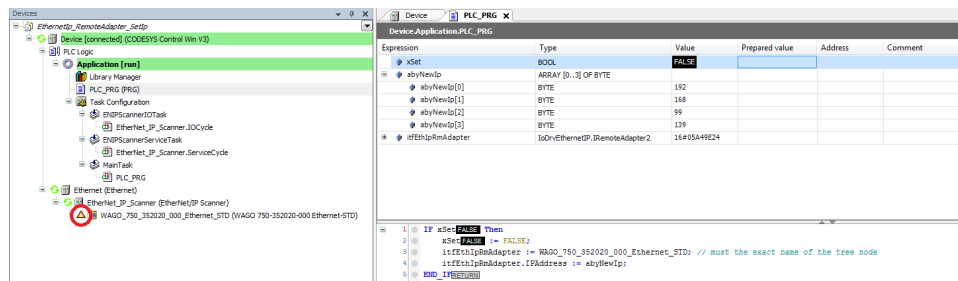 Devices
EthernetIp_RemoteAdapter_SetIp
Device [connected] (CODESYS Control Win V3)
PLC Logic
Application [run]
Library Manager
PLC_PRG (PRG)
Task Configuration
ENIPScannerIOTask
EtherNet_IP_Scanner.IOCycle
ENIPScannerServiceTask
EtherNet_IP_Scanner.ServiceCycle
MainTask
PLC_PRG
Ethernet (Ethernet)
EtherNet_IP_Scanner (EtherNet/IP Scanner)
WAGO_750_352020_000_Ethernet_STD (WAGO 750-352020-000 Ethernet-STD)
Device PLC_PRG X
Device.Application.PLC_PRG
Expression Type Value Prepared value Address Comment
xSet BOOL FALSE
abyNewIp ARRAY [0..3] OF BYTE
abyNewIp[0] BYTE 192
abyNewIp[1] BYTE 168
abyNewIp[2] BYTE 99
abyNewIp[3] BYTE 139
itfEthIpRmAdapter IoDrvEthernetIP.IRemoteAdapter2 16#05A49E24
1 IF xSet FALSE Then
2 xSet FALSE := FALSE;
3 itfEthIpRmAdapter := WAGO_750_352020_000_Ethernet_STD; // must the exact name of the tree node
4 itfEthIpRmAdapter.IPAddress := abyNewIp;
5 END_IF RETURN